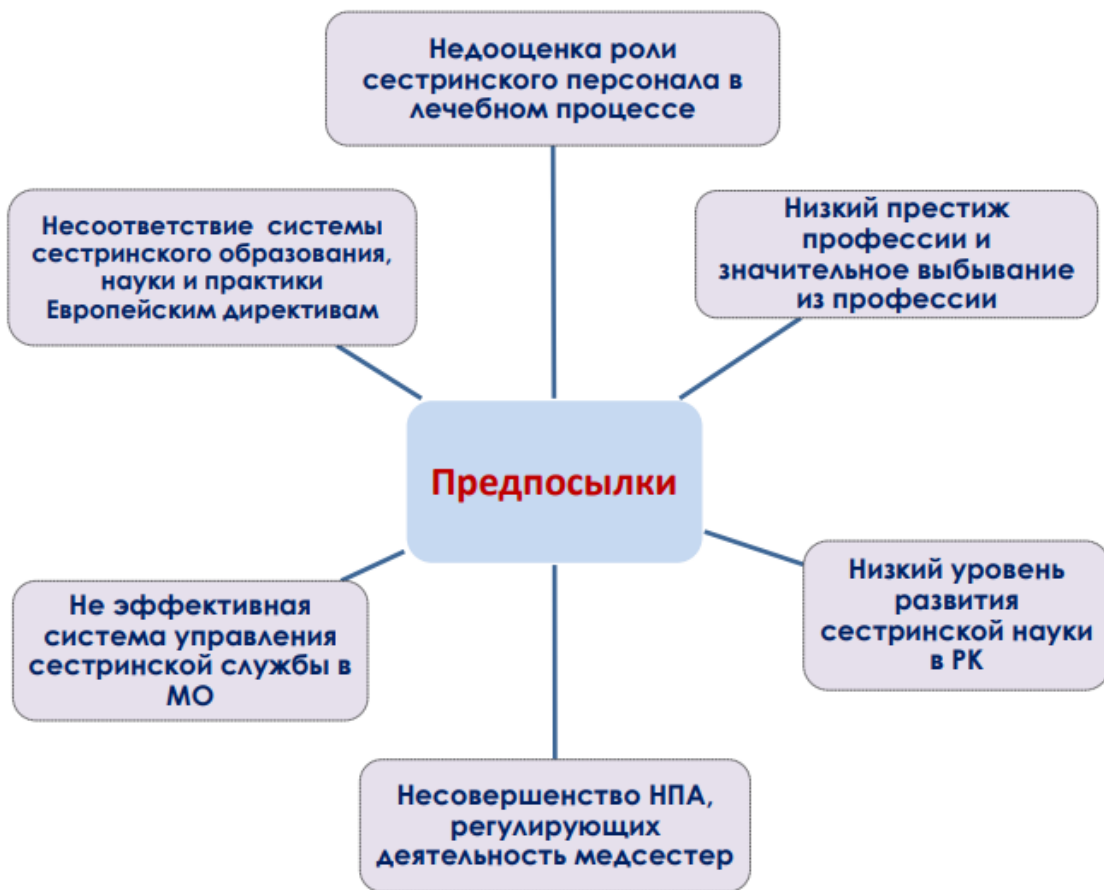 Недооценка роли
сестринского персонала в
лечебном процессе
Несоответствие системы
сестринского образования,
науки и практики
Европейским директивам
Низкий престиж
профессии и
значительное выбывание
из профессии
Предпосылки
Не эффективная
система управления
сестринской службы в
МО
Низкий уровень
развития
сестринской науки
в РК
Несовершенство НПА,
регулирующих
деятельность медсестер